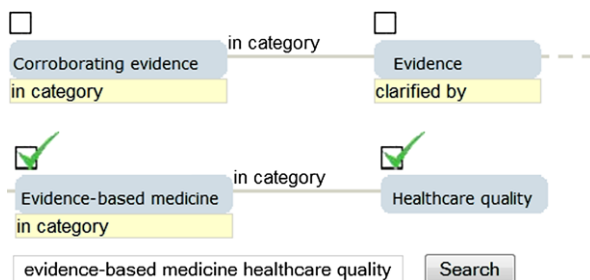 in category
Corroborating evidence
Evidence
in category
clarified by
in category
Evidence-based medicine
Healthcare quality
in category
evidence-based medicine healthcare quality
Search